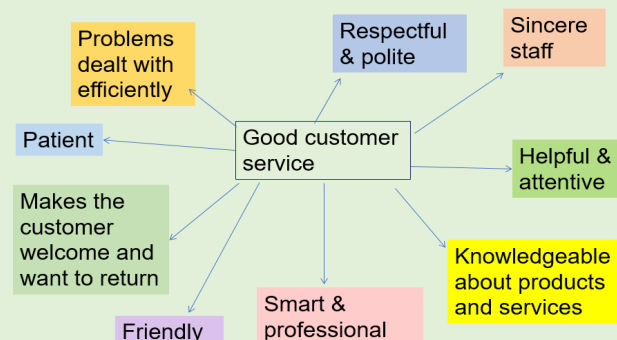 Problems
dealt with
efficiently
Respectful
& polite
Sincere
staff
Patient
Good customer
service
Helpful &
attentive
Makes the
customer
welcome and
want to return
Knowledgeable
about products
and services
Friendly
Smart &
professional